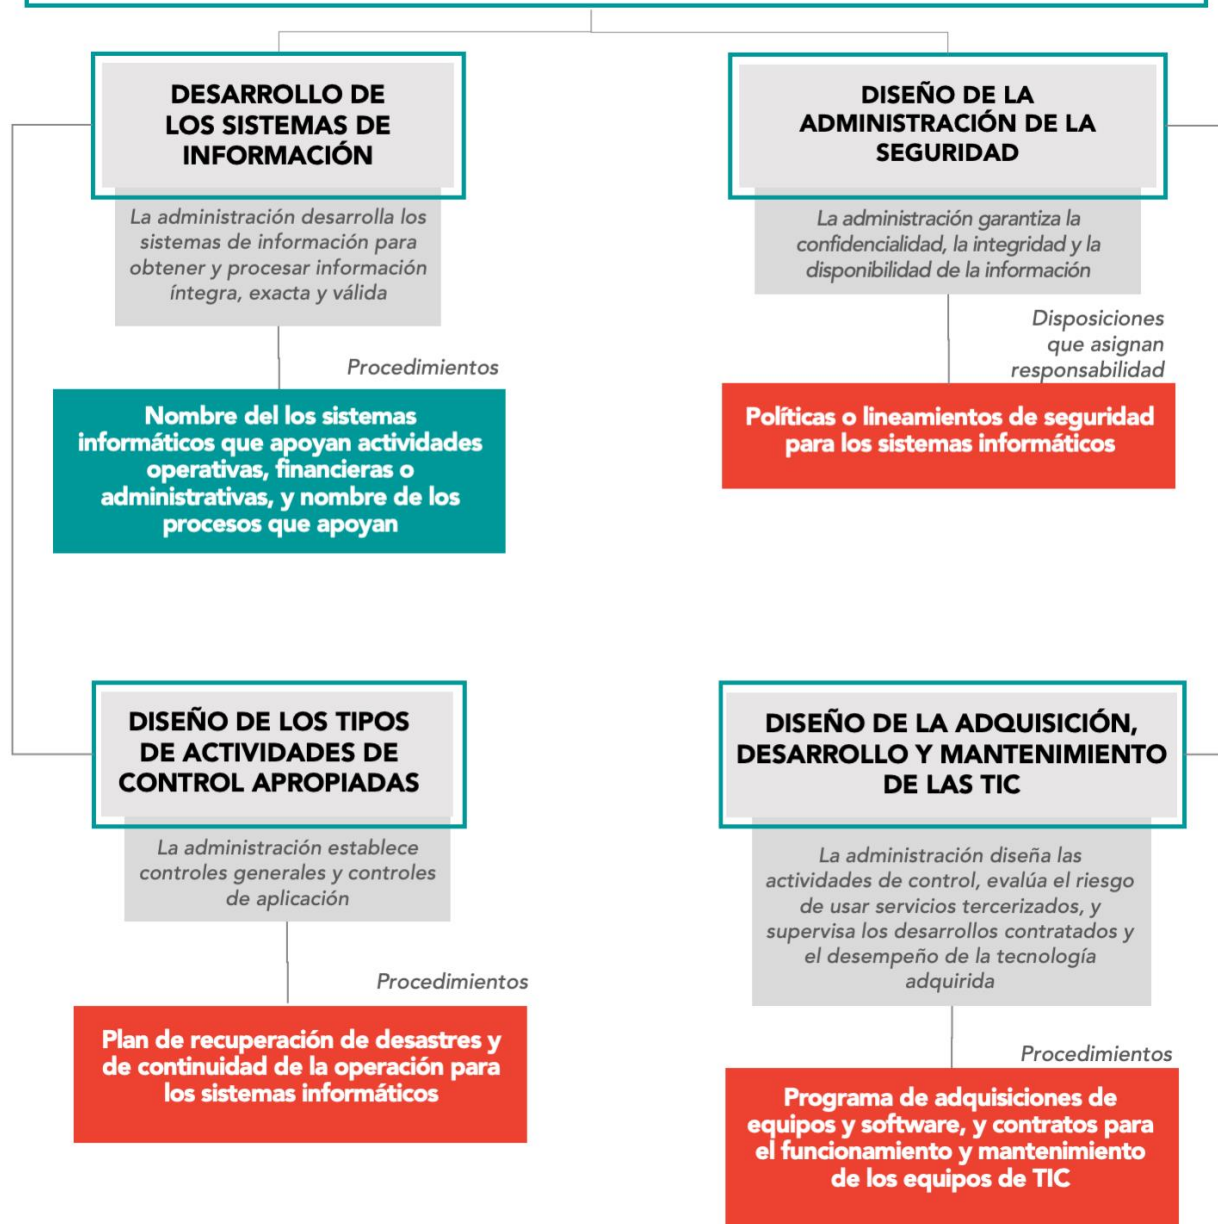 DESARROLLO DE
LOS SISTEMAS DE
INFORMACIÓN
La administración desarrolla los
sistemas de información para
obtener y procesar información
íntegra, exacta y válida
Procedimientos
Nombre del los sistemas
informáticos que apoyan actividades
operativas, financieras o
administrativas, y nombre de los
procesos que apoyan
DISEÑO DE LA
ADMINISTRACIÓN DE LA
SEGURIDAD
La administración garantiza la
confidencialidad, la integridad y la
disponibilidad de la información
Disposiciones
que asignan
responsabilidad
Políticas o lineamientos de seguridad
para los sistemas informáticos
DISEÑO DE LOS TIPOS
DE ACTIVIDADES DE
CONTROL APROPIADAS
La administración establece
controles generales y controles
de aplicación
Procedimientos
Plan de recuperación de desastres y
de continuidad de la operación para
los sistemas informáticos
DISEÑO DE LA ADQUISICIÓN,
DESARROLLO Y MANTENIMIENTO
DE LAS TIC
La administración diseña las
actividades de control, evalúa el riesgo
de usar servicios tercerizados, y
supervisa los desarrollos contratados y
el desempeño de la tecnología
adquirida
Procedimientos
Programa de adquisiciones de
equipos y software, y contratos para
el funcionamiento y mantenimiento
de los equipos de TIC